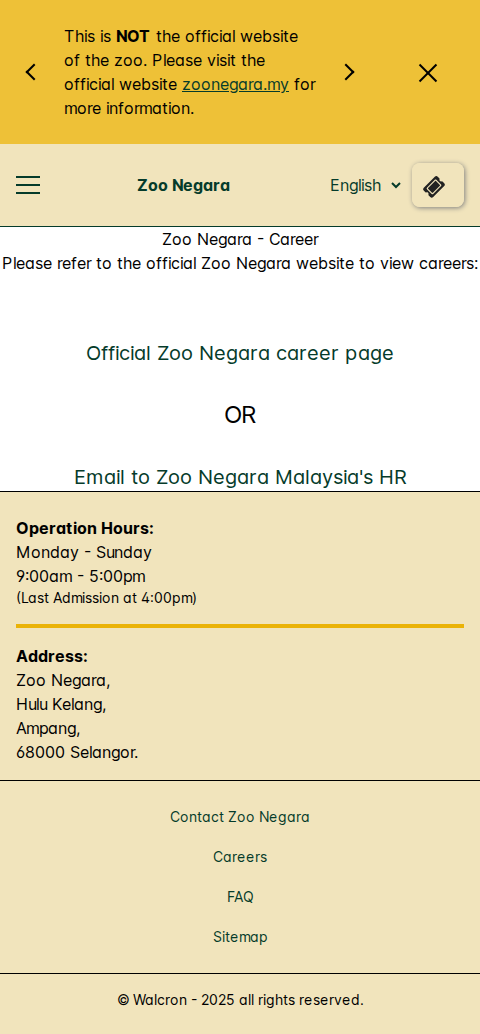 This is NOT the official website
of the zoo. Please visit the
official website zoonegara.my for
more information.
Zoo Negara
English
Zoo Negara - Career
Please refer to the official Zoo Negara website to view careers:
Official Zoo Negara career page
OR
Email to Zoo Negara Malaysia's HR
Operation Hours:
Monday - Sunday
9:00am - 5:00pm
(Last Admission at 4:00pm)
Address:
Zoo Negara,
Hulu Kelang,
Ampang,
68000 Selangor.
Contact Zoo Negara
Careers
FAQ
Sitemap
© Walcron - 2025 all rights reserved.